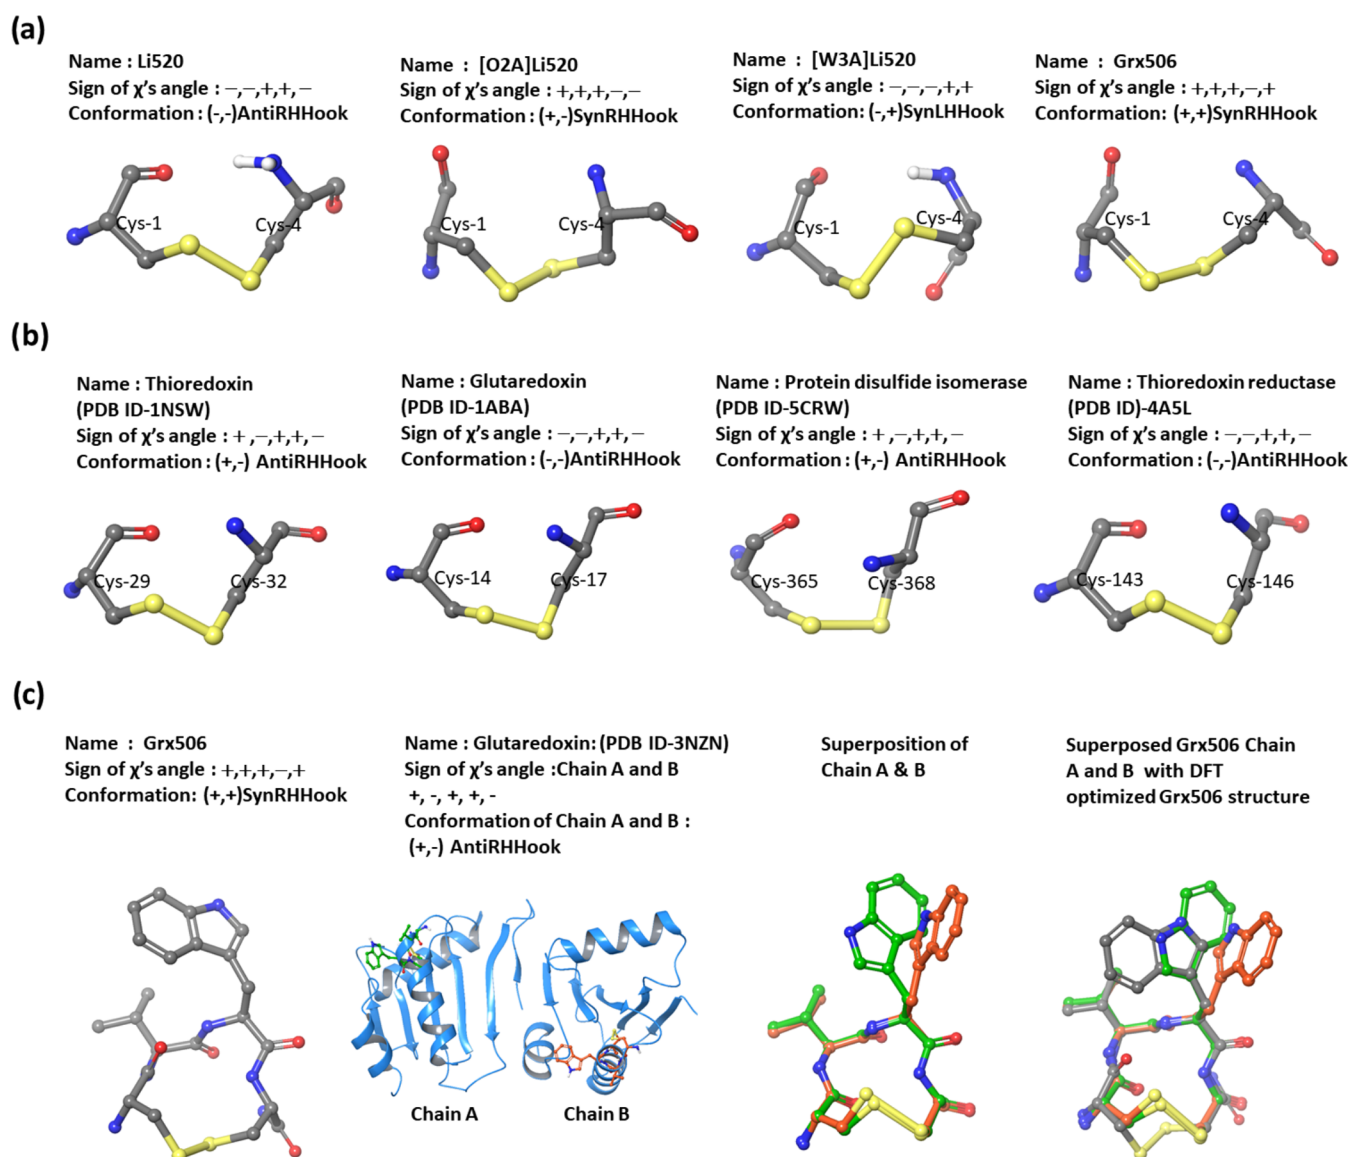 (a)
Name : Li520
Sign of χ's angle : −,−,+,+,−
Conformation : (-,-)AntiRHHook
Name : [O2A]Li520
Sign of χ's angle : +,+,+,−,−
Conformation : (+,-)SynRHHook
Name : [W3A]Li520
Sign of χ's angle : −,−,−,+,+
Conformation : (-,+)SynLHHook
Name : Grx506
Sign of χ's angle : +,+,+,−,+
Conformation: (+,+)SynRHHook
Cys-1
Cys-4
Cys-1
Cys-4
Cys-1
Cys-4
Cys-1
Cys-4
(b)
Name : Thioredoxin
(PDB ID-1NSW)
Sign of χ's angle : + ,−,+,+,−
Conformation : (+,-) AntiRHHook
Name : Glutaredoxin
(PDB ID-1ABA)
Sign of χ's angle : −,−,+,+,−
Conformation : (-,-)AntiRHHook
Name : Protein disulfide isomerase
(PDB ID-5CRW)
Sign of χ's angle : + ,−,+,+,−
Conformation : (+,-) AntiRHHook
Name : Thioredoxin reductase
(PDB ID)-4A5L
Sign of χ's angle : −,−,+,+,−
Conformation : (-,-)AntiRHHook
Cys-29
Cys-32
Cys-14
Cys-17
Cys-365
Cys-368
Cys-143
Cys-146
(c)
Name : Grx506
Sign of χ's angle : +,+,+,−,+
Conformation: (+,+)SynRHHook
Name : Glutaredoxin: (PDB ID-3NZN)
Sign of χ's angle :Chain A and B
+, -, +, +, -
Conformation of Chain A and B :
(+,-) AntiRHHook
Superposition of
Chain A & B
Superposed Grx506 Chain
A and B with DFT
optimized Grx506 structure
Chain A
Chain B